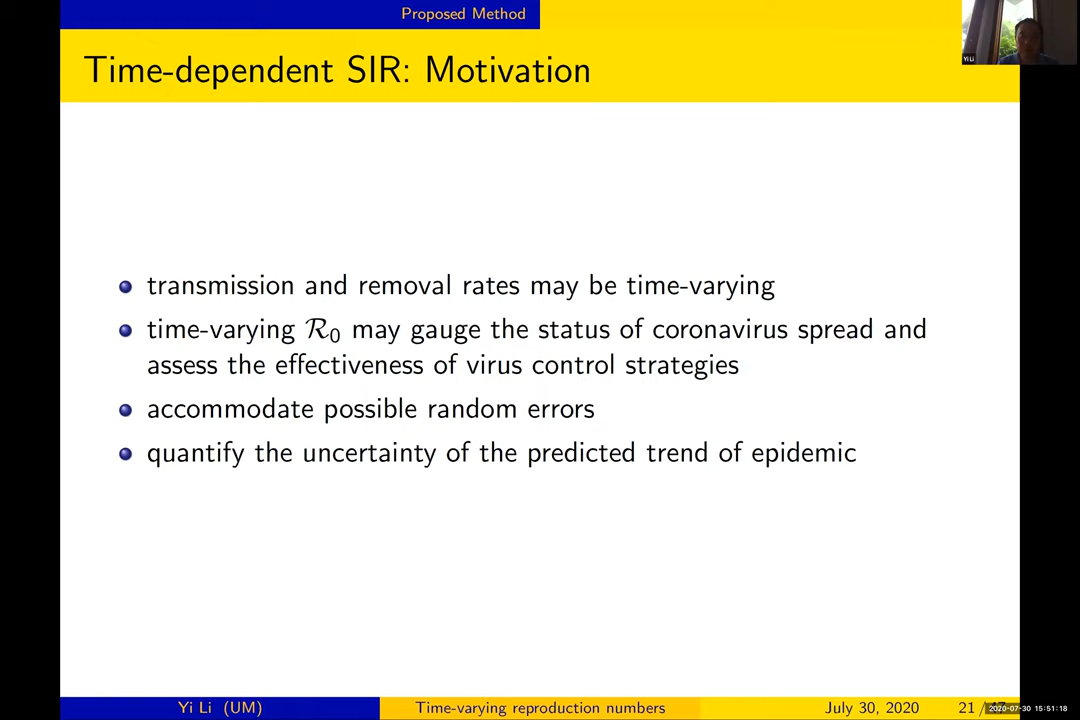 Proposed Method
Time-dependent SIR: Motivation
Yi Li
transmission and removal rates may be time-varying
time-varying R₀ may gauge the status of coronavirus spread and
assess the effectiveness of virus control strategies
accommodate possible random errors
quantify the uncertainty of the predicted trend of epidemic
Yi Li (UM) Time-varying reproduction numbers July 30, 2020 21 /
2020-07-30 15:51:18